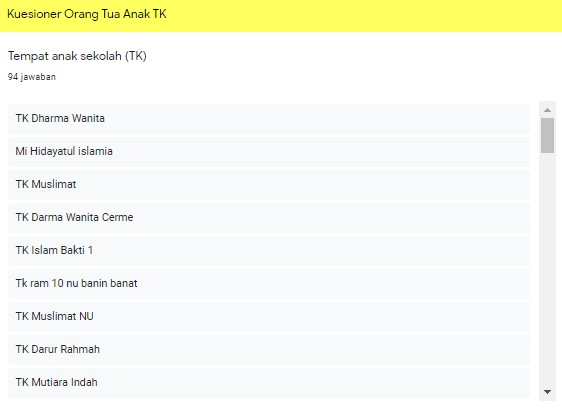 Kuesioner Orang Tua Anak TK
Tempat anak sekolah (TK)
94 jawaban
TK Dharma Wanita
Mi Hidayatul islamia
TK Muslimat
TK Darma Wanita Cerme
TK Islam Bakti 1
Tk ram 10 nu banin banat
TK Muslimat NU
TK Darur Rahmah
TK Mutiara Indah